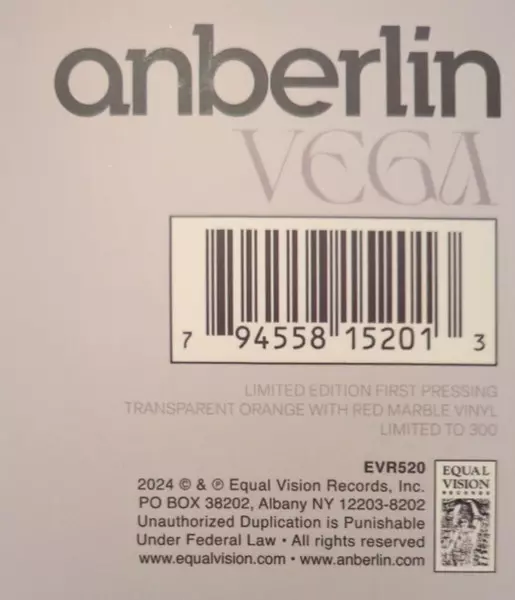 anberlin
VEGA
7 94558 15201 3
LIMITED EDITION FIRST PRESSING
TRANSPARENT ORANGE WITH RED MARBLE VINYL
LIMITED TO 300
EVR520
2024 © & ℗ Equal Vision Records, Inc.
PO BOX 38202, Albany NY 12203-8202
Unauthorized Duplication is Punishable
Under Federal Law • All rights reserved
www.equalvision.com • www.anberlin.com
EQUAL
VISION
RECORDS